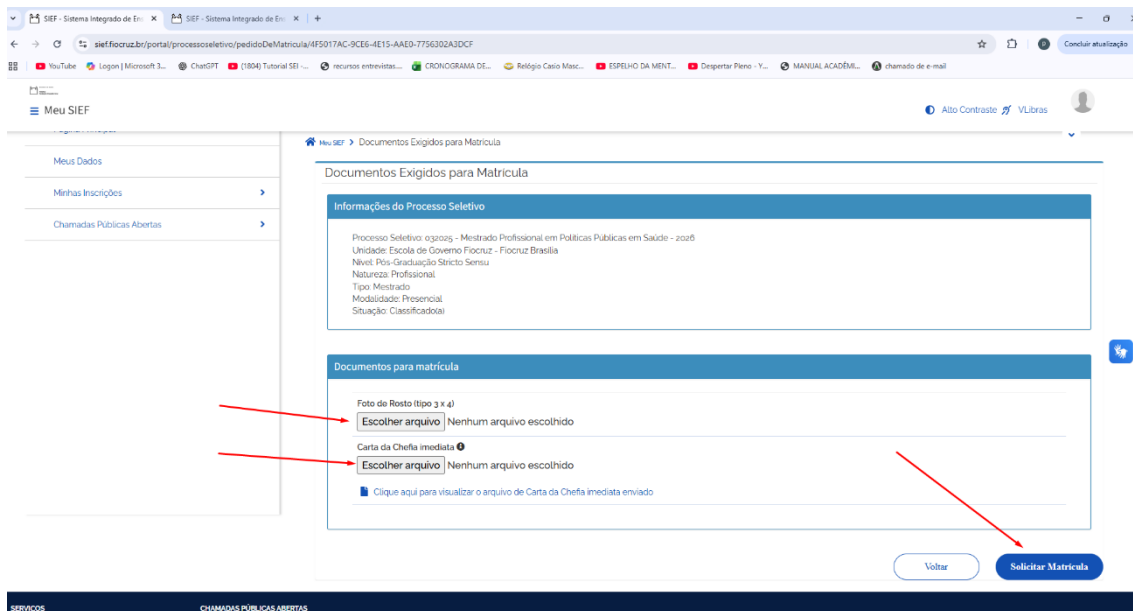 SIEF - Sistema Integrado de En
SIEF - Sistema Integrado de En
sief.fiocruz.br/portal/processoseletivo/pedidoDeMatricula/4F5017AC-9CE6-4E15-AAE0-7756302A3DCF
Concluir atualização
YouTube
Logon | Microsoft 3...
ChatGPT
(1804) Tutorial SEI -...
recursos entrevistas...
CRONOGRAMA DE...
Relógio Casio Masc...
ESPELHO DA MENT...
Despertar Pleno - Y...
MANUAL ACADÊMI...
chamado de e-mail
Meu SIEF
Alto Contraste
VLibras
Meus Dados
Minhas Inscrições
Chamadas Públicas Abertas
Meu SIEF > Documentos Exigidos para Matrícula
Documentos Exigidos para Matrícula
Informações do Processo Seletivo
Processo Seletivo: 032025 - Mestrado Profissional em Políticas Públicas em Saúde - 2026
Unidade: Escola de Governo Fiocruz - Fiocruz Brasília
Nível: Pós-Graduação Stricto Sensu
Natureza: Profissional
Tipo: Mestrado
Modalidade: Presencial
Situação: Classificado(a)
Documentos para matrícula
Foto de Rosto (tipo 3 x 4)
Escolher arquivo Nenhum arquivo escolhido
Carta da Chefia imediata
Escolher arquivo Nenhum arquivo escolhido
Clique aqui para visualizar o arquivo de Carta da Chefia imediata enviado
Voltar
Solicitar Matrícula
SERVIÇOS
CHAMADAS PÚBLICAS ABERTAS